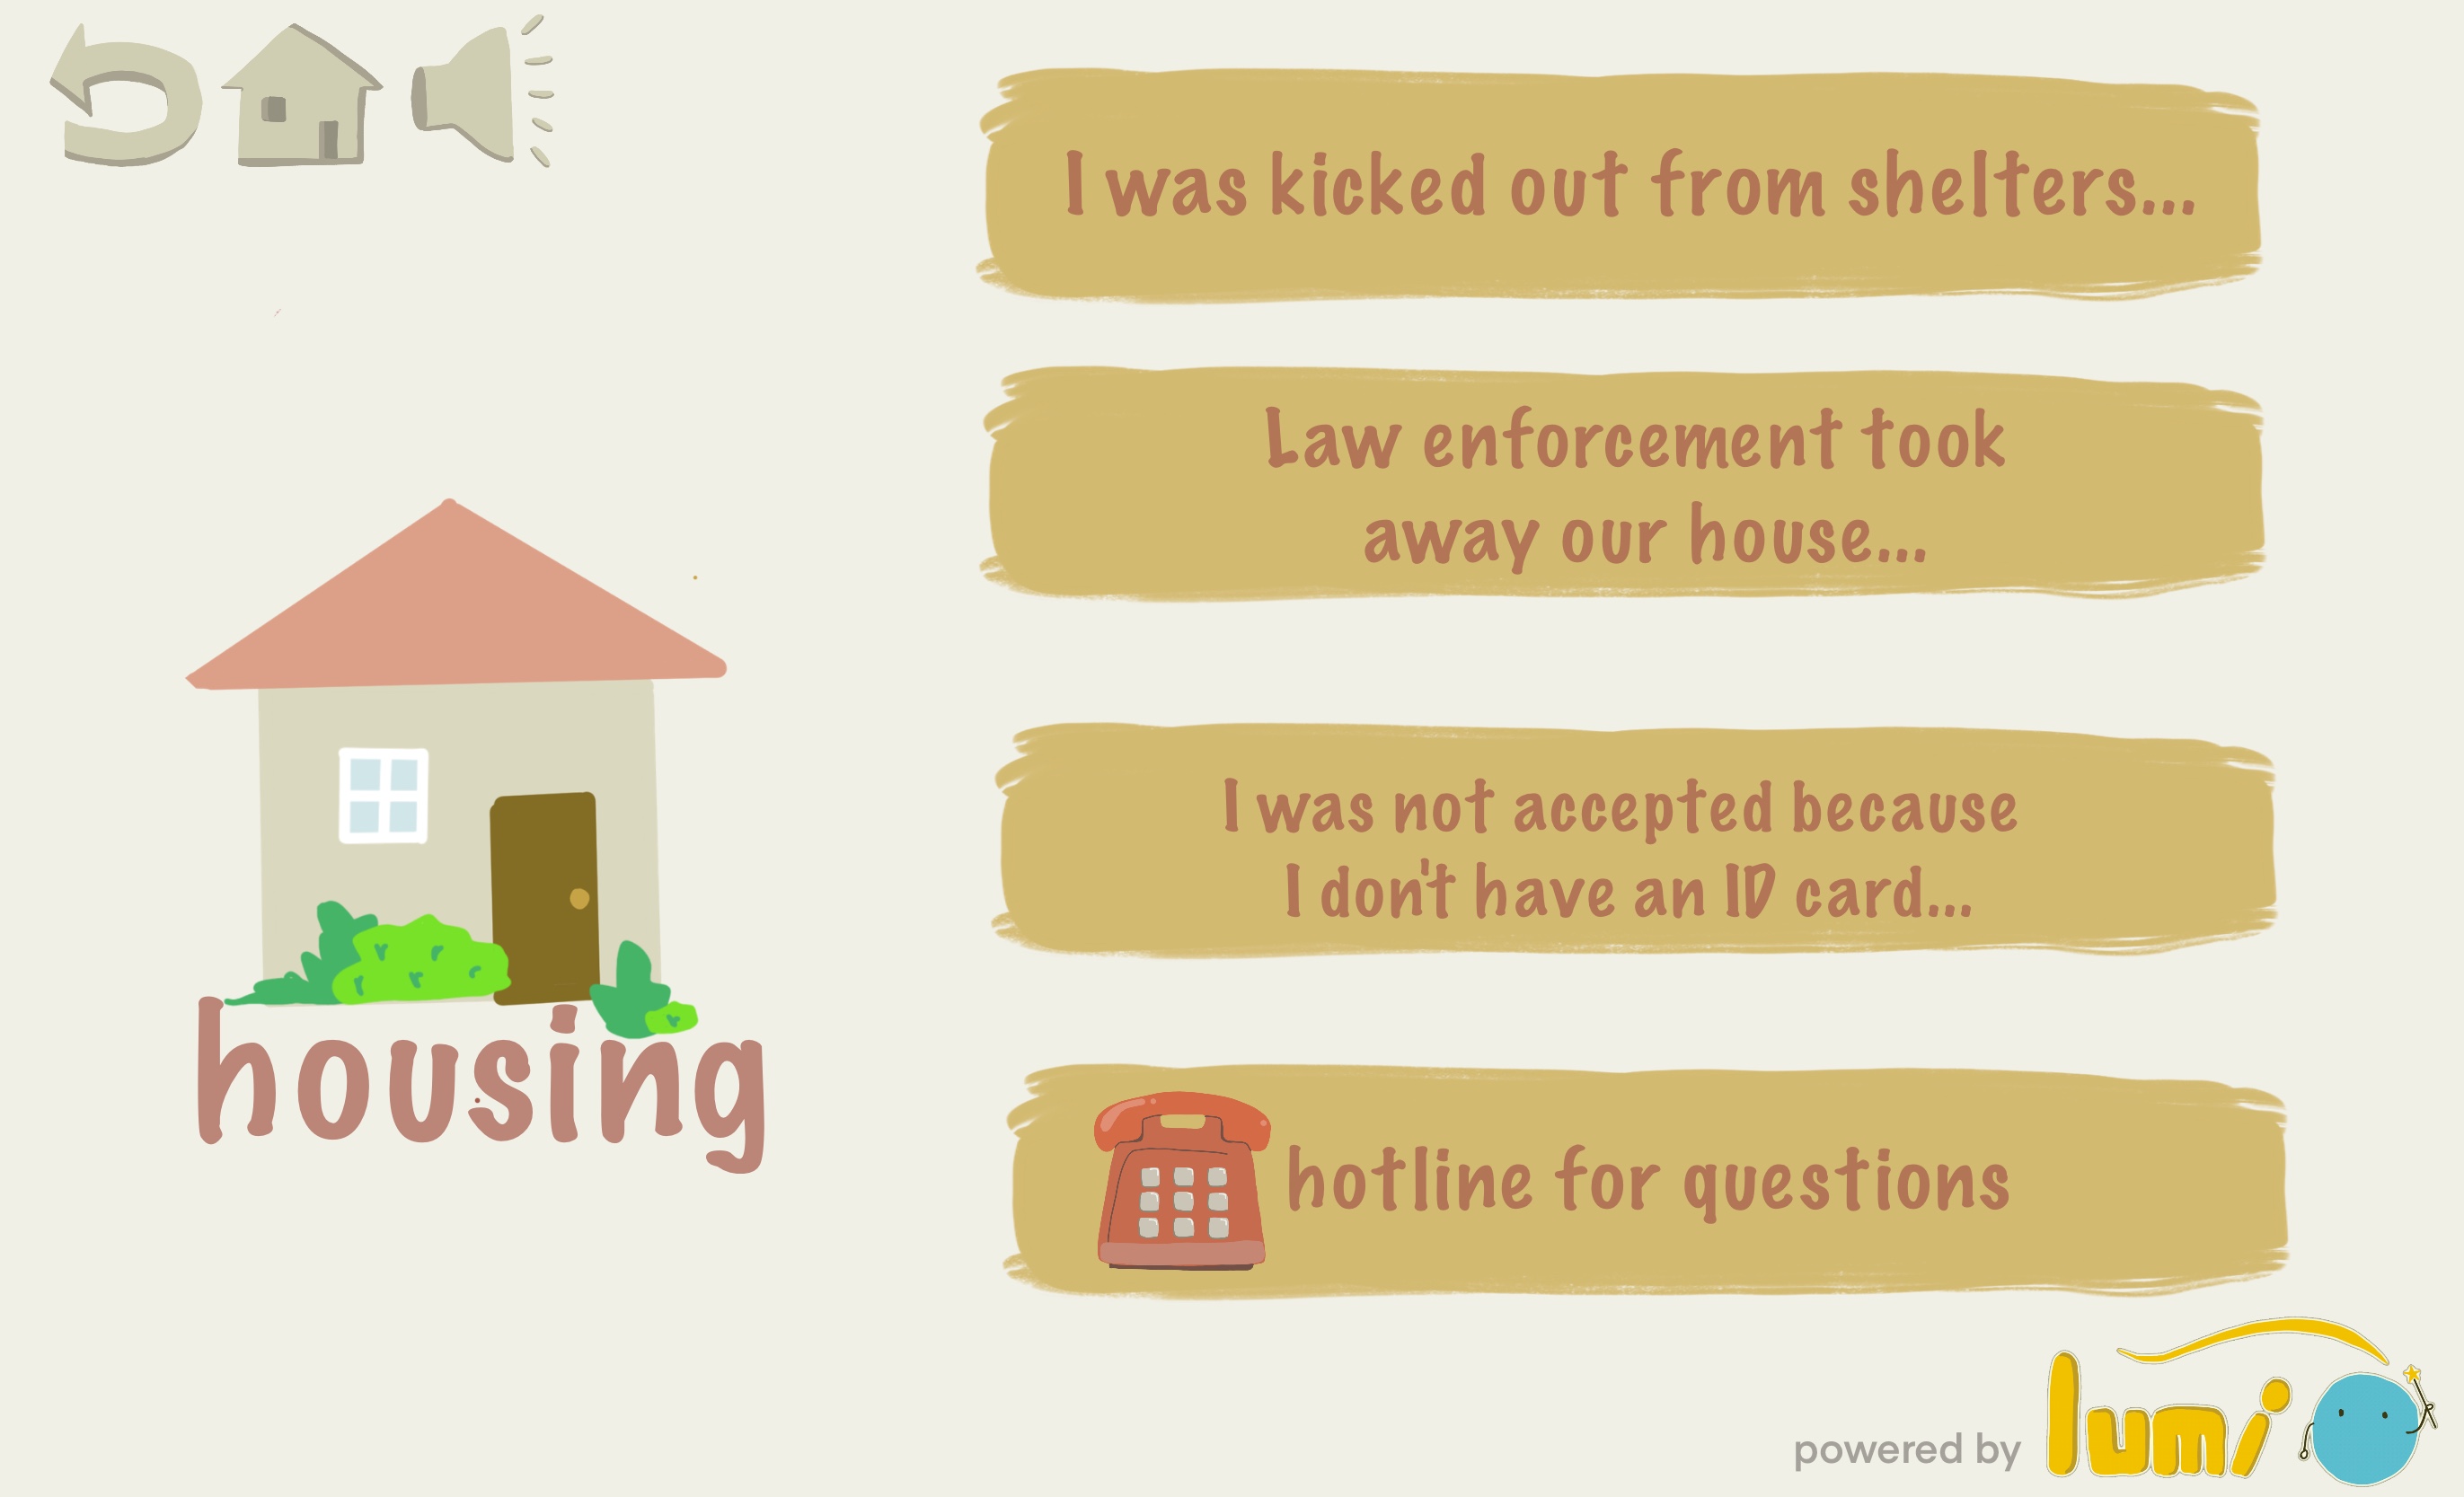 I was kicked out from shelters...
Law enforcement took
away our house...
I was not accepted because
I don't have an ID card...
hotline for questions
housing
powered by lumi